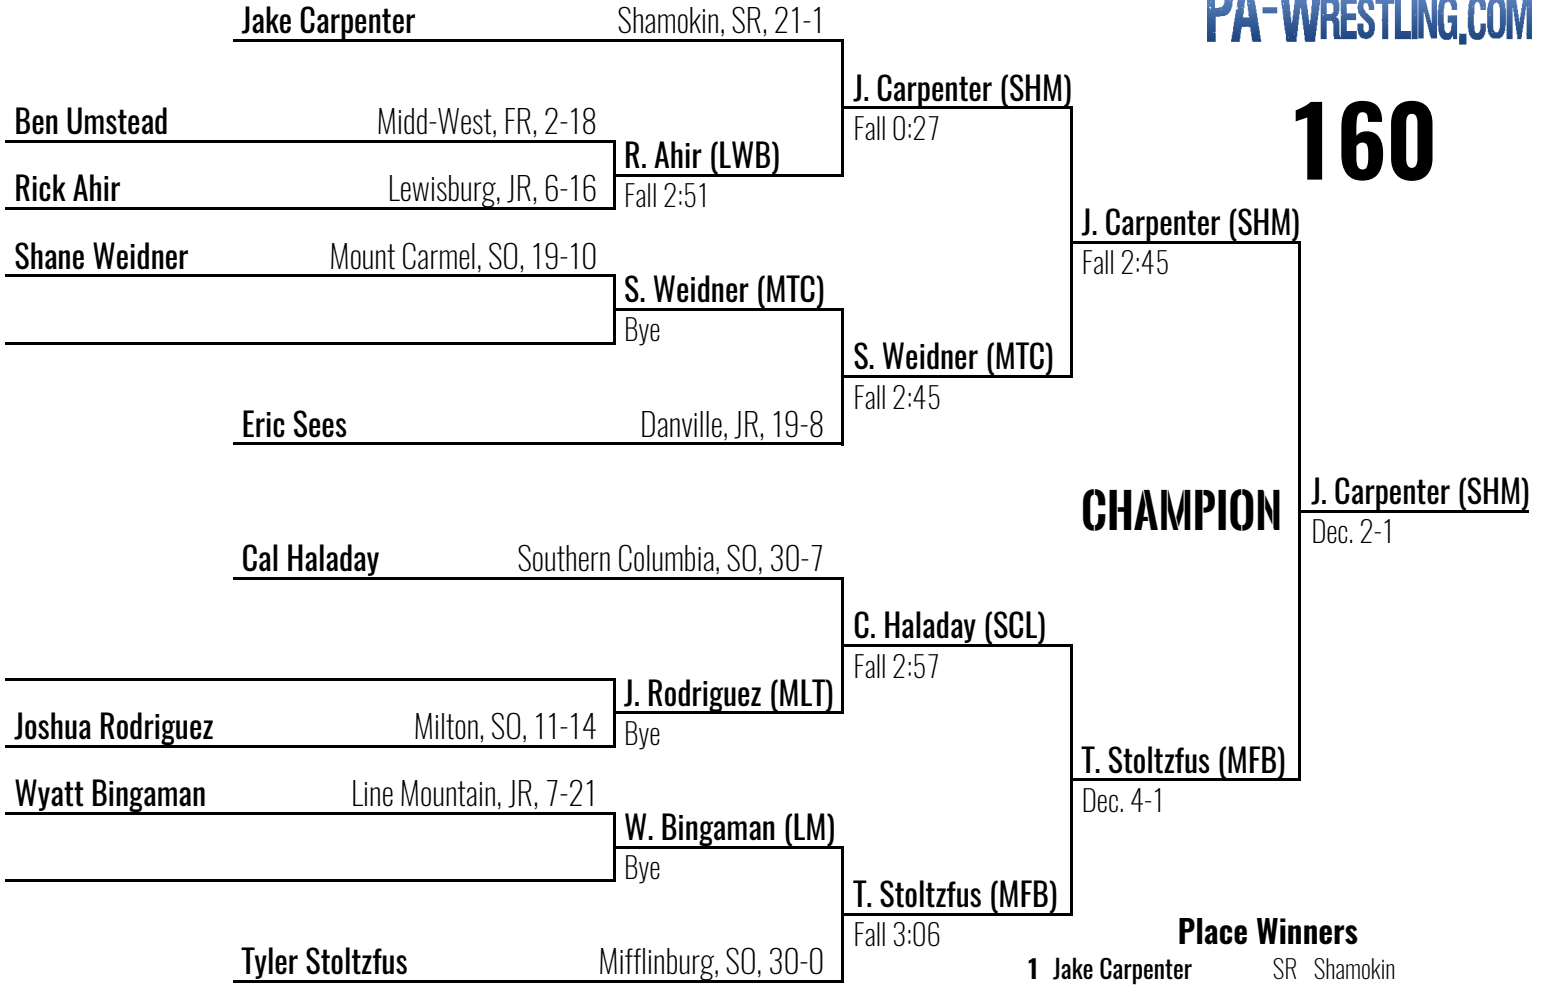 PA-WRESTLING.COM
160
Jake Carpenter Shamokin, SR, 21-1
J. Carpenter (SHM)
Fall 0:27
Ben Umstead Midd-West, FR, 2-18
R. Ahir (LWB)
Fall 2:51
Rick Ahir Lewisburg, JR, 6-16
J. Carpenter (SHM)
Fall 2:45
Shane Weidner Mount Carmel, SO, 19-10
S. Weidner (MTC)
Bye
S. Weidner (MTC)
Fall 2:45
Eric Sees Danville, JR, 19-8
CHAMPION
J. Carpenter (SHM)
Dec. 2-1
Cal Haladay Southern Columbia, SO, 30-7
C. Haladay (SCL)
Fall 2:57
J. Rodriguez (MLT)
Bye
Joshua Rodriguez Milton, SO, 11-14
T. Stoltzfus (MFB)
Dec. 4-1
Wyatt Bingaman Line Mountain, JR, 7-21
W. Bingaman (LM)
Bye
T. Stoltzfus (MFB)
Fall 3:06
Tyler Stoltzfus Mifflinburg, SO, 30-0
Place Winners
1 Jake Carpenter SR Shamokin